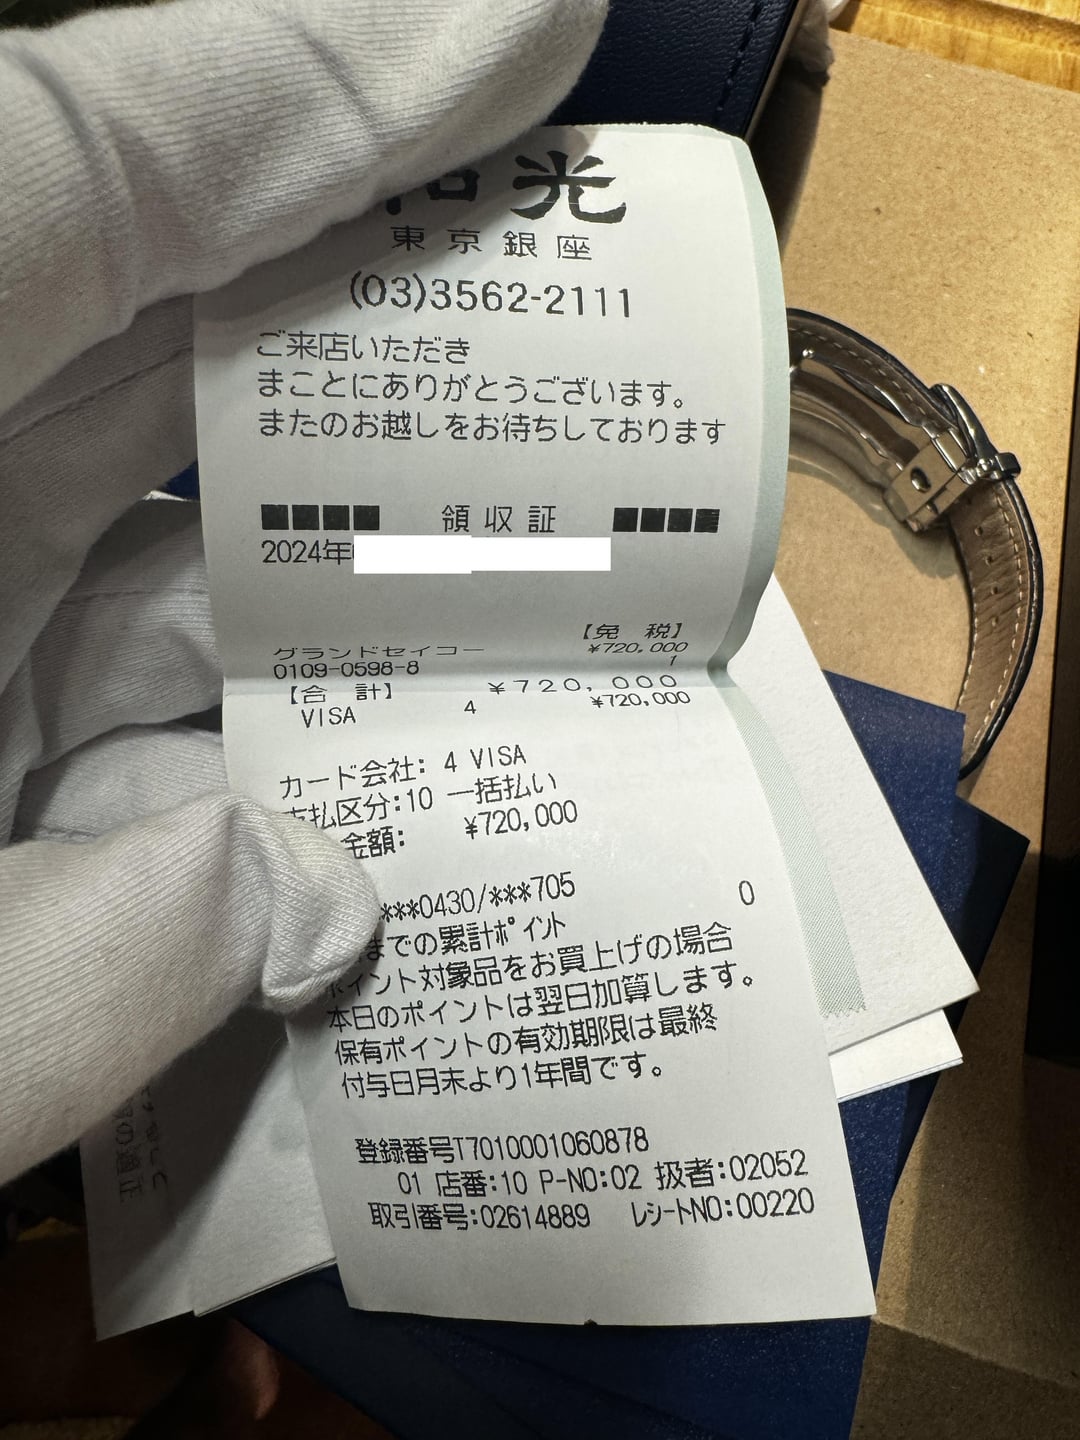 光
東京銀座
(03)3562-2111
ご来店いただき
まことにありがとうございます。
またのお越しをお待ちしております
■■■■ 領収証 ■■■■
2024年
【免 税】
グランドセイコー ¥720,000
0109-0598-8 1
【合 計】 ¥720,000
VISA 4 ¥720,000
カード会社: 4 VISA
払区分:10 一括払い
金額: ¥720,000
***0430/***705
までの累計ポイント 0
イント対象品をお買上げの場合
本日のポイントは翌日加算します。
保有ポイントの有効期限は最終
付与日月末より1年間です。
登録番号T7010001060878
01 店番:10 P-NO:02 扱者:02052
取引番号:02614889 レシートNO:00220